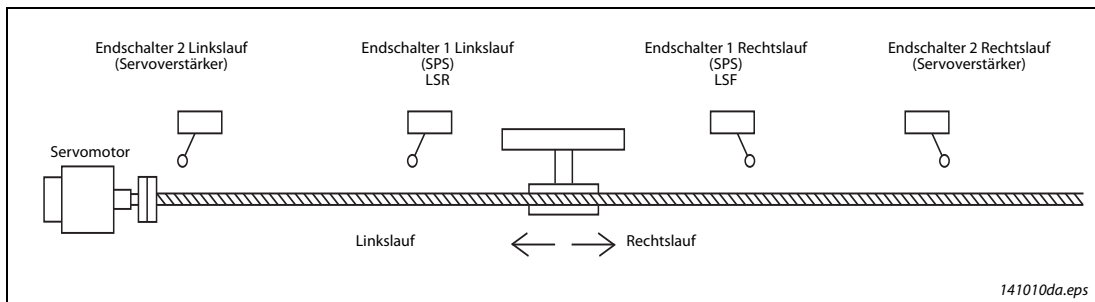 Endschalter 2 Linkslauf
(Servoverstärker)
Endschalter 1 Linkslauf
(SPS)
LSR
Endschalter 1 Rechtslauf
(SPS)
LSF
Endschalter 2 Rechtslauf
(Servoverstärker)
Servomotor
Linkslauf
Rechtslauf
141010da.eps